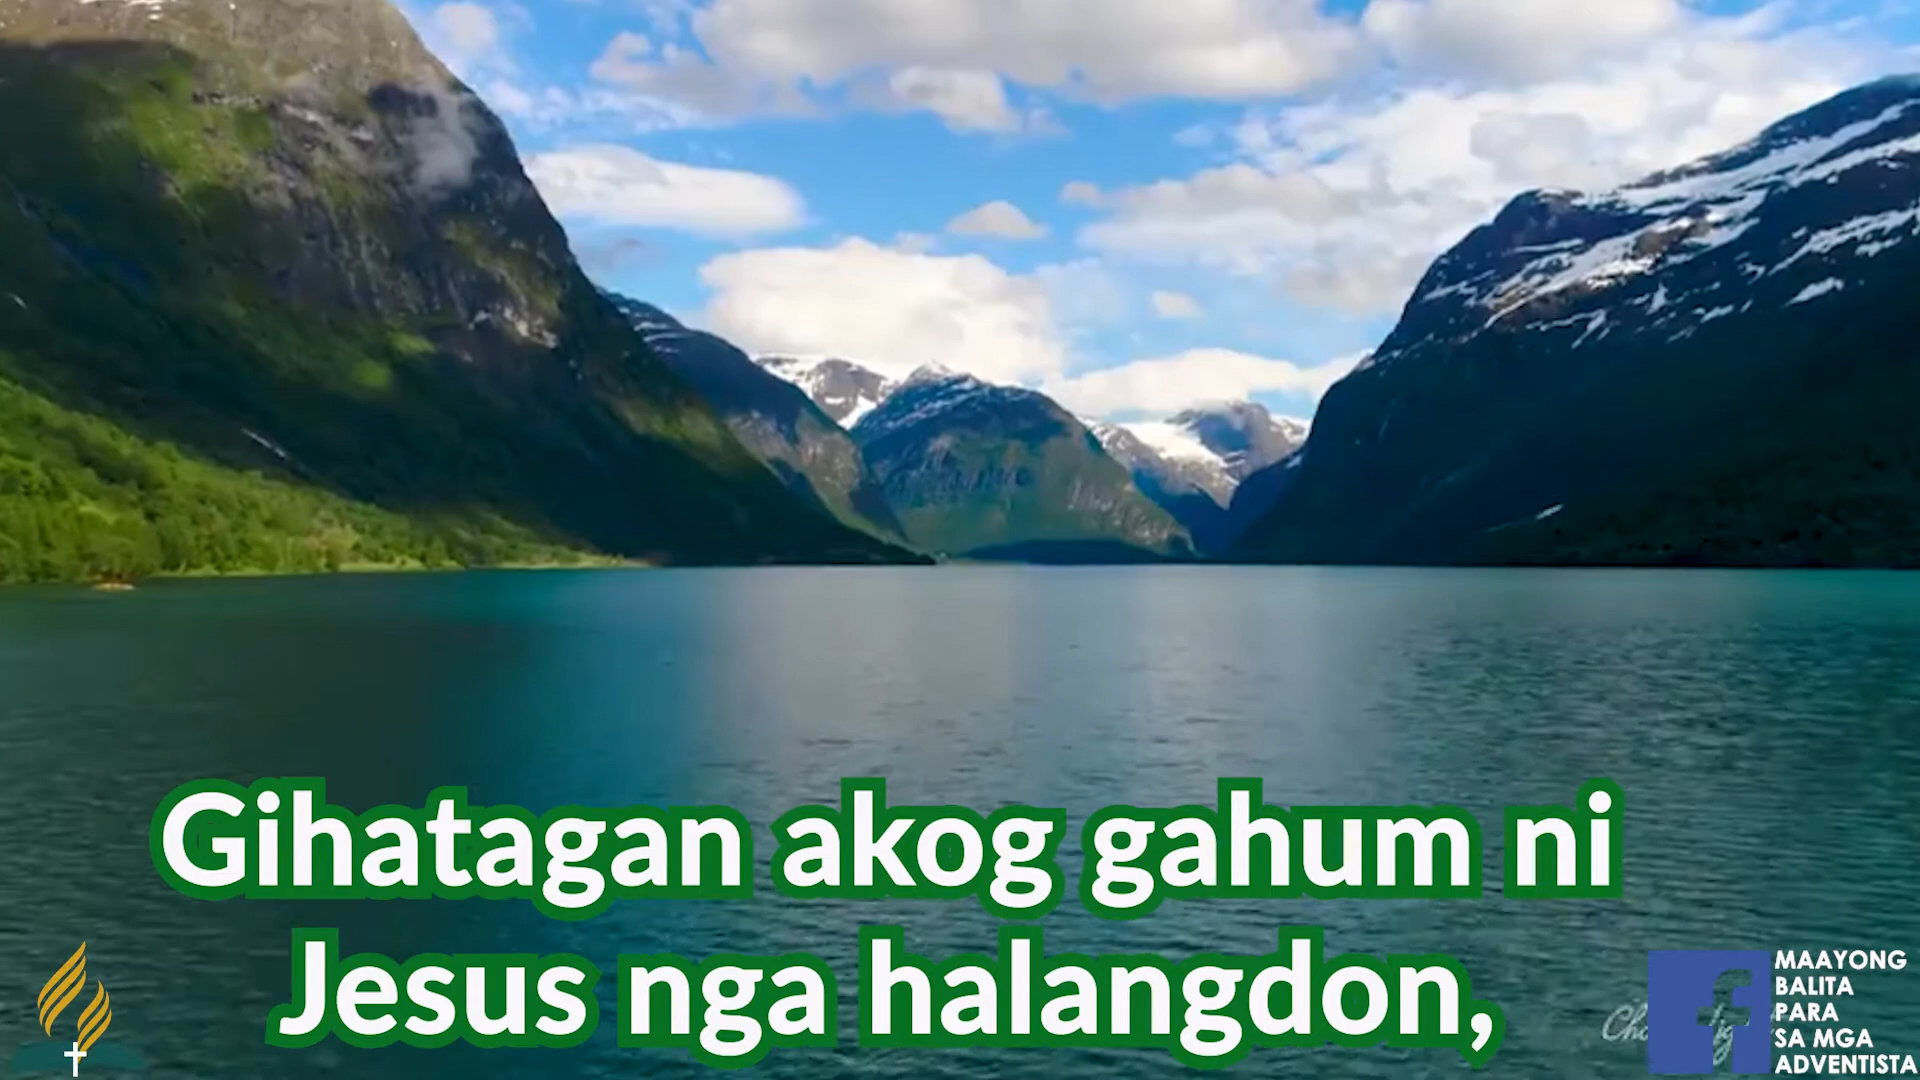 Gihatagan akog gahum ni
Jesus nga halangdon,
MAAYONG
BALITA
PARA
SA MGA
ADVENTISTA